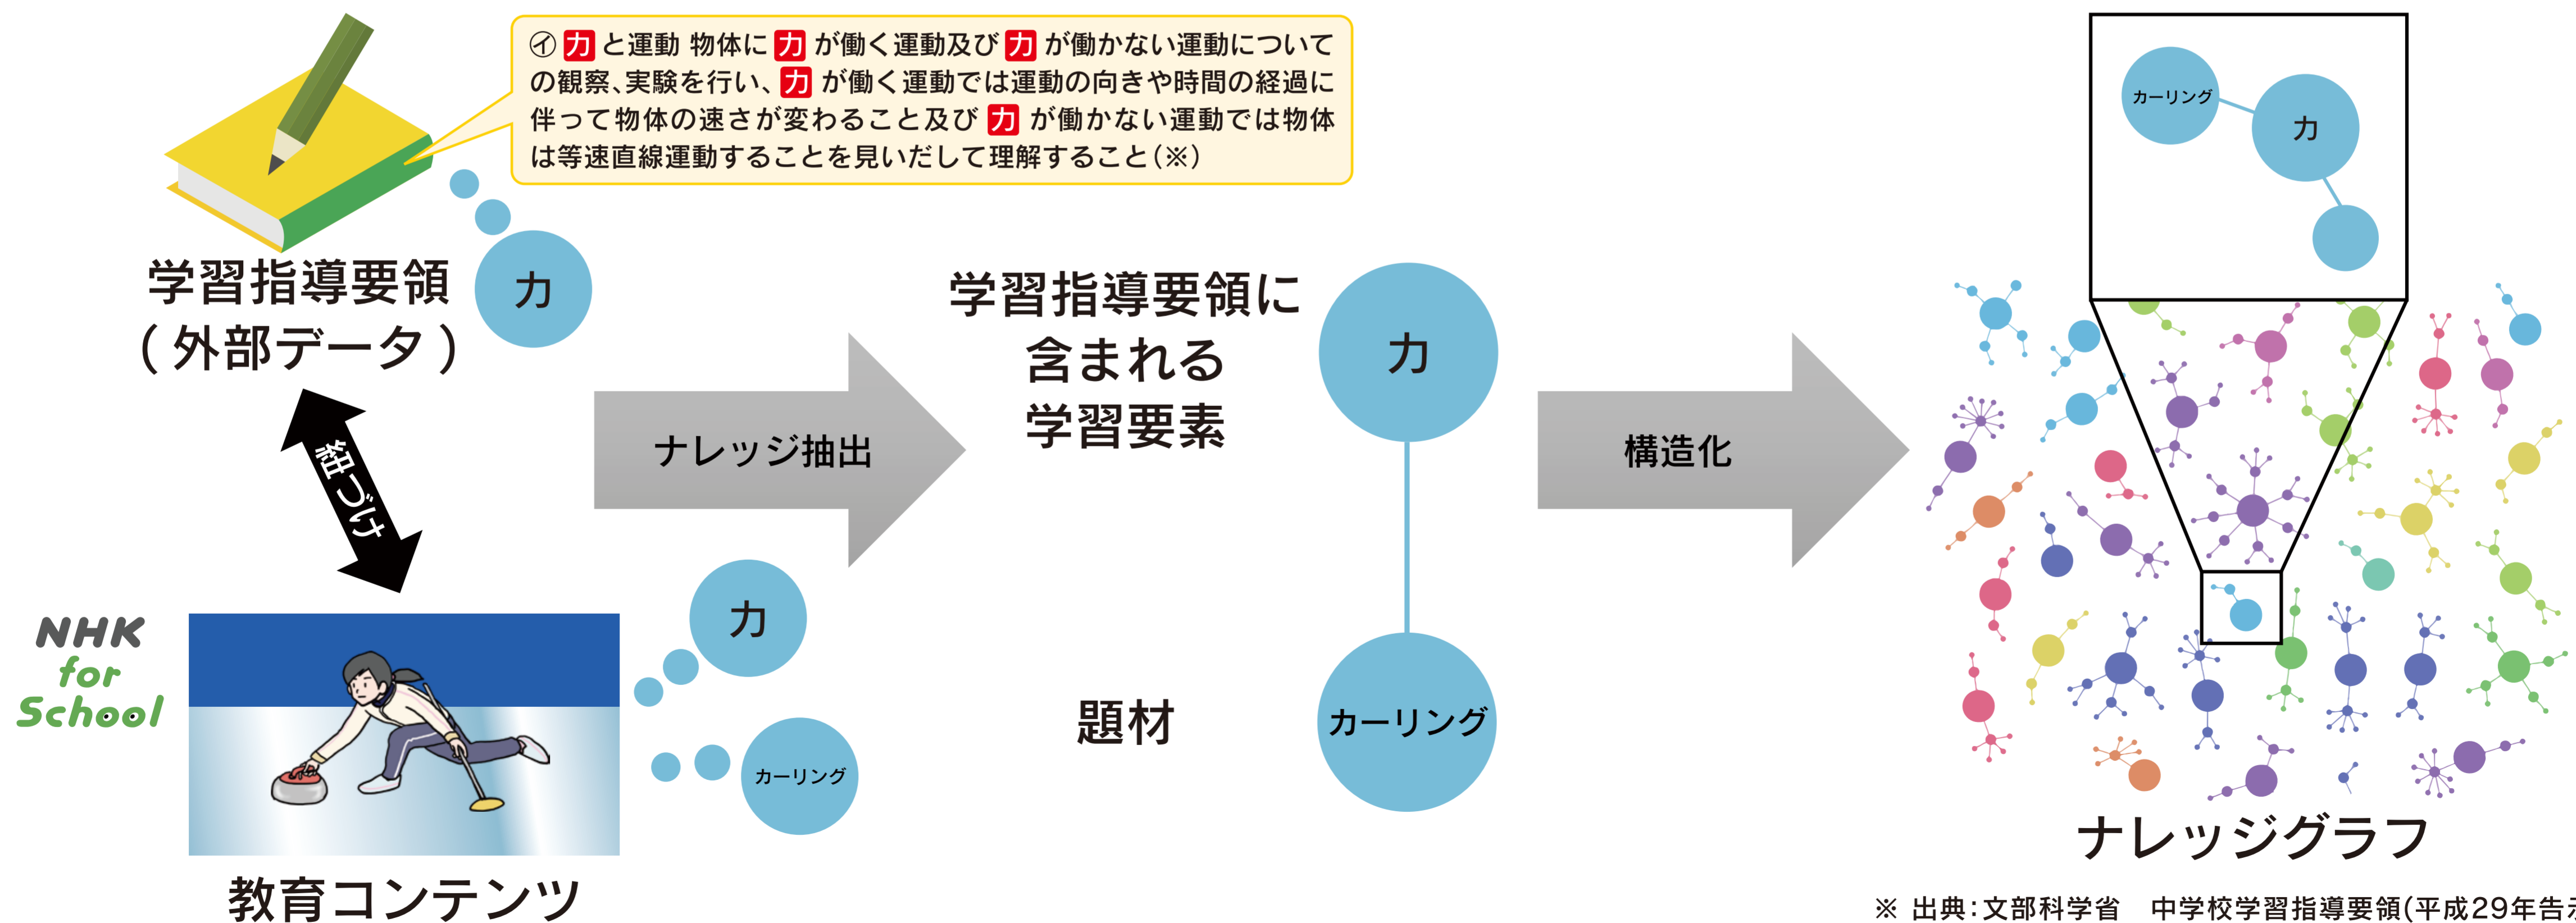 ㋑ 力 と運動 物体に 力 が働く運動及び 力 が働かない運動について
の観察、実験を行い、 力 が働く運動では運動の向きや時間の経過に
伴って物体の速さが変わること及び 力 が働かない運動では物体
は等速直線運動することを見いだして理解すること(※)
学習指導要領
(外部データ)
力
紐づけ
NHK
for
School
教育コンテンツ
力
カーリング
ナレッジ抽出
学習指導要領に
含まれる
学習要素
力
題材
カーリング
構造化
カーリング
力
ナレッジグラフ
※ 出典:文部科学省 中学校学習指導要領(平成29年告